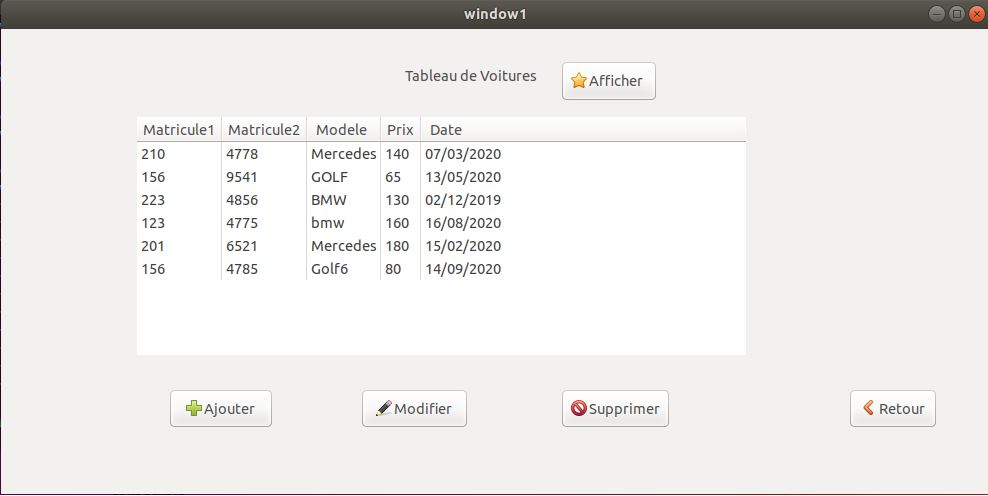 window1
Tableau de Voitures Afficher
Matricule1 Matricule2 Modele Prix Date
210 4778 Mercedes 140 07/03/2020
156 9541 GOLF 65 13/05/2020
223 4856 BMW 130 02/12/2019
123 4775 bmw 160 16/08/2020
201 6521 Mercedes 180 15/02/2020
156 4785 Golf6 80 14/09/2020
Ajouter Modifier Supprimer Retour